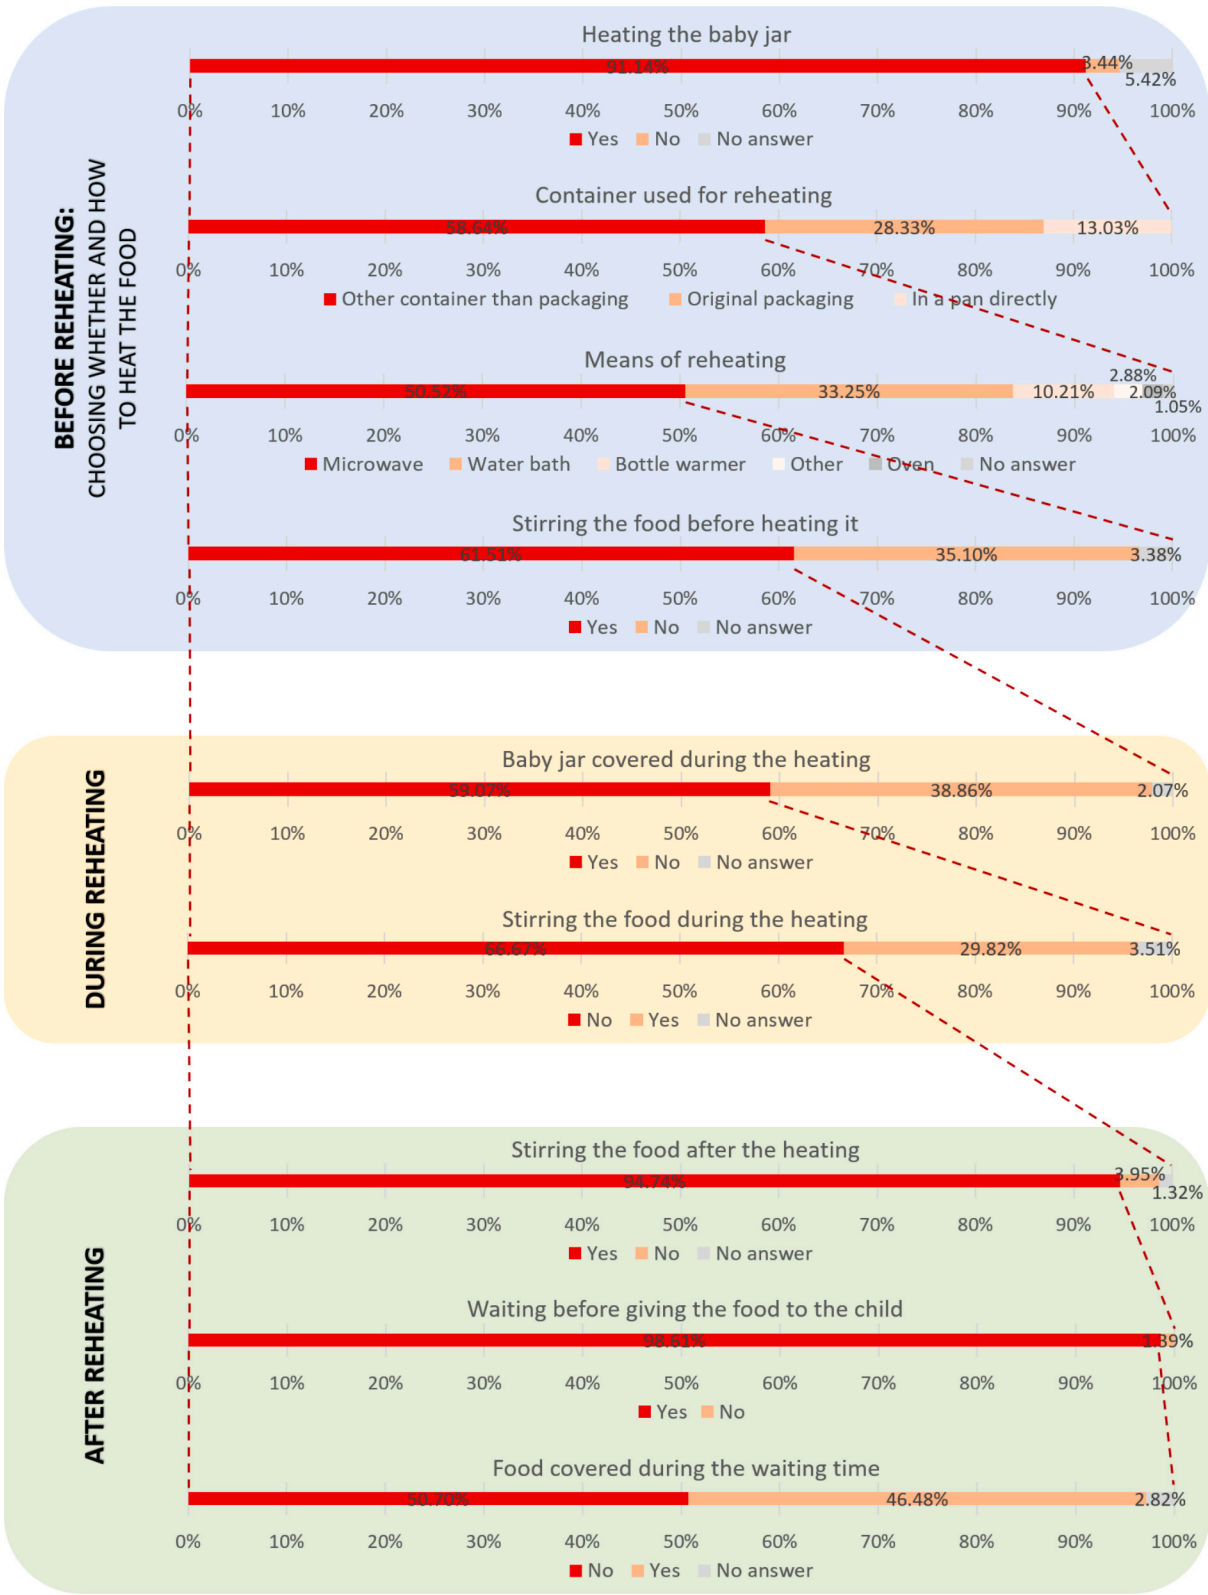 BEFORE REHEATING:
CHOOSING WHETHER AND HOW
TO HEAT THE FOOD
Heating the baby jar
91.14%
3.44%
5.42%
0% 10% 20% 30% 40% 50% 60% 70% 80% 90% 100%
Yes No No answer
Container used for reheating
58.64% 28.33% 13.03%
0% 10% 20% 30% 40% 50% 60% 70% 80% 90% 100%
Other container than packaging Original packaging In a pan directly
Means of reheating
2.88%
50.52% 33.25% 10.21% 2.09%
1.05%
0% 10% 20% 30% 40% 50% 60% 70% 80% 90% 100%
Microwave Water bath Bottle warmer Other Oven No answer
Stirring the food before heating it
61.51% 35.10% 3.38%
0% 10% 20% 30% 40% 50% 60% 70% 80% 90% 100%
Yes No No answer
DURING REHEATING
Baby jar covered during the heating
59.07% 38.86% 2.07%
0% 10% 20% 30% 40% 50% 60% 70% 80% 90% 100%
Yes No No answer
Stirring the food during the heating
66.67% 29.82% 3.51%
0% 10% 20% 30% 40% 50% 60% 70% 80% 90% 100%
No Yes No answer
AFTER REHEATING
Stirring the food after the heating
94.74% 3.95%
1.32%
0% 10% 20% 30% 40% 50% 60% 70% 80% 90% 100%
Yes No No answer
Waiting before giving the food to the child
98.61% 1.39%
0% 10% 20% 30% 40% 50% 60% 70% 80% 90% 100%
Yes No
Food covered during the waiting time
50.70% 46.48% 2.82%
0% 10% 20% 30% 40% 50% 60% 70% 80% 90% 100%
No Yes No answer